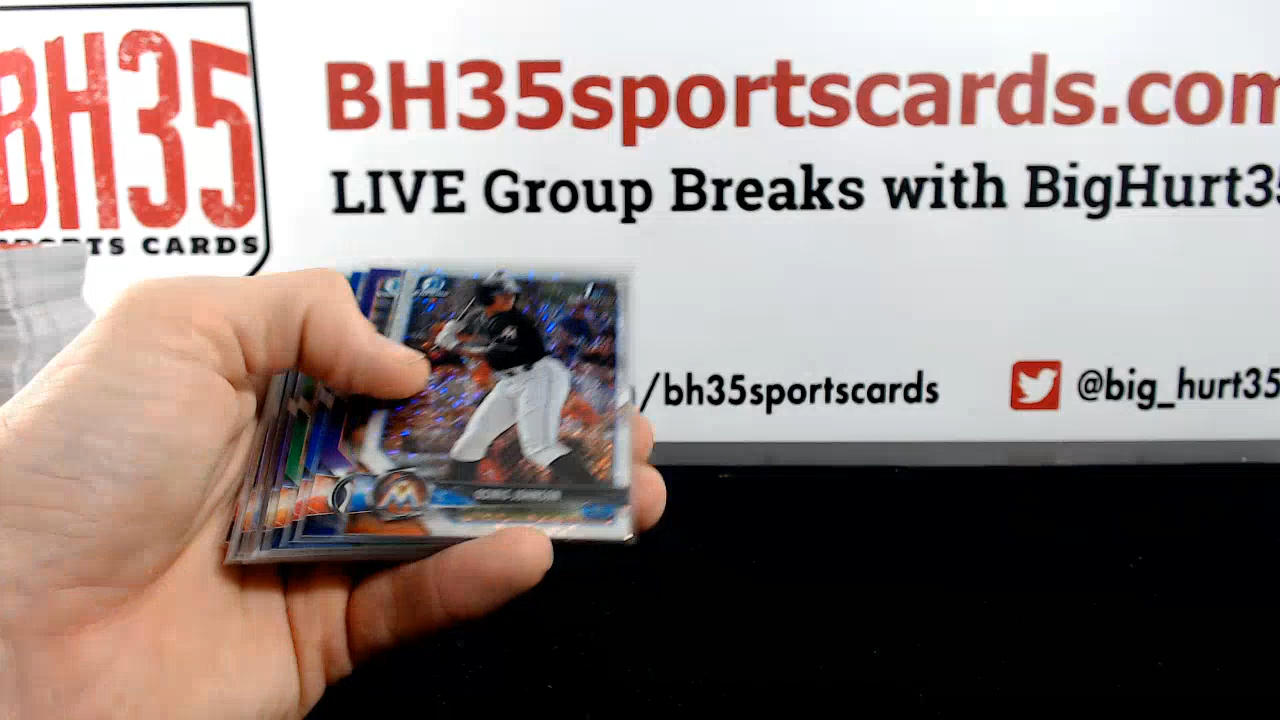 BH35
SPORTS CARDS
BH35sportscards.com
LIVE Group Breaks with BigHurt35
/bh35sportscards
@big_hurt35